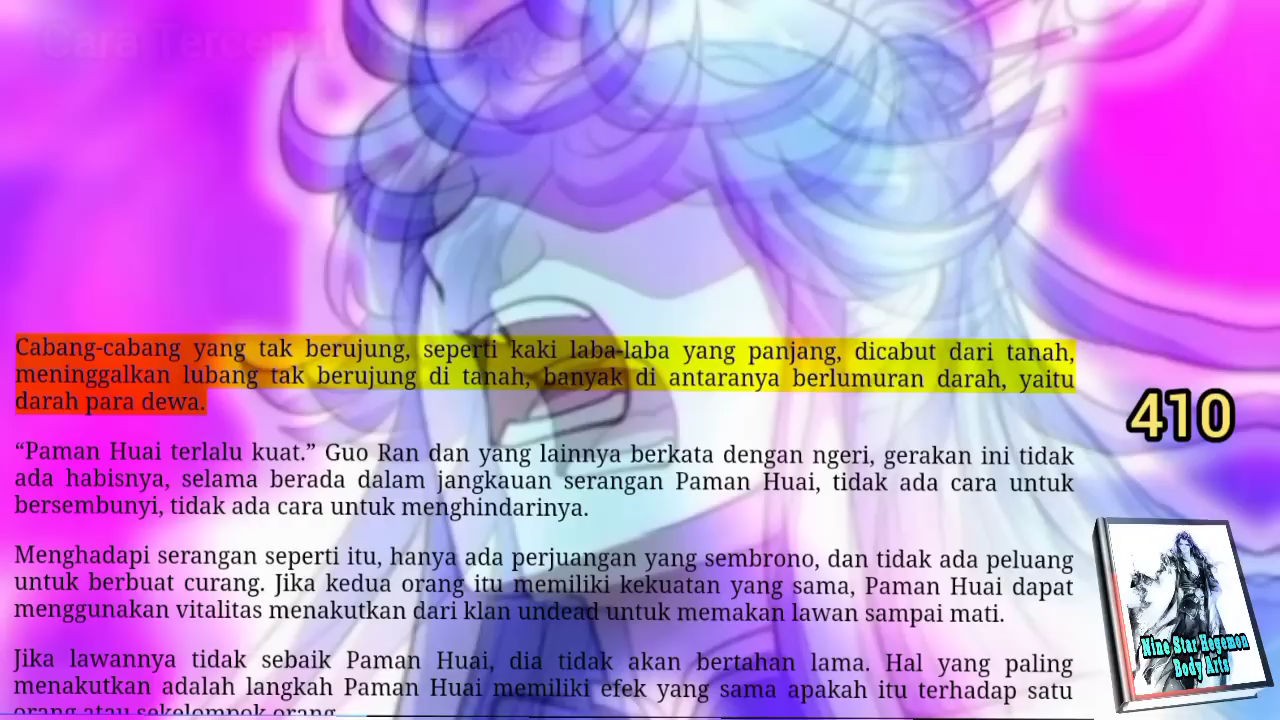 Cara Tercepat
Cabang-cabang yang tak berujung, seperti kaki laba-laba yang panjang, dicabut dari tanah,
meninggalkan lubang tak berujung di tanah, banyak di antaranya berlumuran darah, yaitu
darah para dewa.
“Paman Huai terlalu kuat.” Guo Ran dan yang lainnya berkata dengan ngeri, gerakan ini tidak
ada habisnya, selama berada dalam jangkauan serangan Paman Huai, tidak ada cara untuk
bersembunyi, tidak ada cara untuk menghindarinya.
Menghadapi serangan seperti itu, hanya ada perjuangan yang sembrono, dan tidak ada peluang
untuk berbuat curang. Jika kedua orang itu memiliki kekuatan yang sama, Paman Huai dapat
menggunakan vitalitas menakutkan dari klan undead untuk memakan lawan sampai mati.
Jika lawannya tidak sebaik Paman Huai, dia tidak akan bertahan lama. Hal yang paling
menakutkan adalah langkah Paman Huai memiliki efek yang sama apakah itu terhadap satu
orang atau sekelompok orang.
410
Nine Star Hegemon
Body Arts